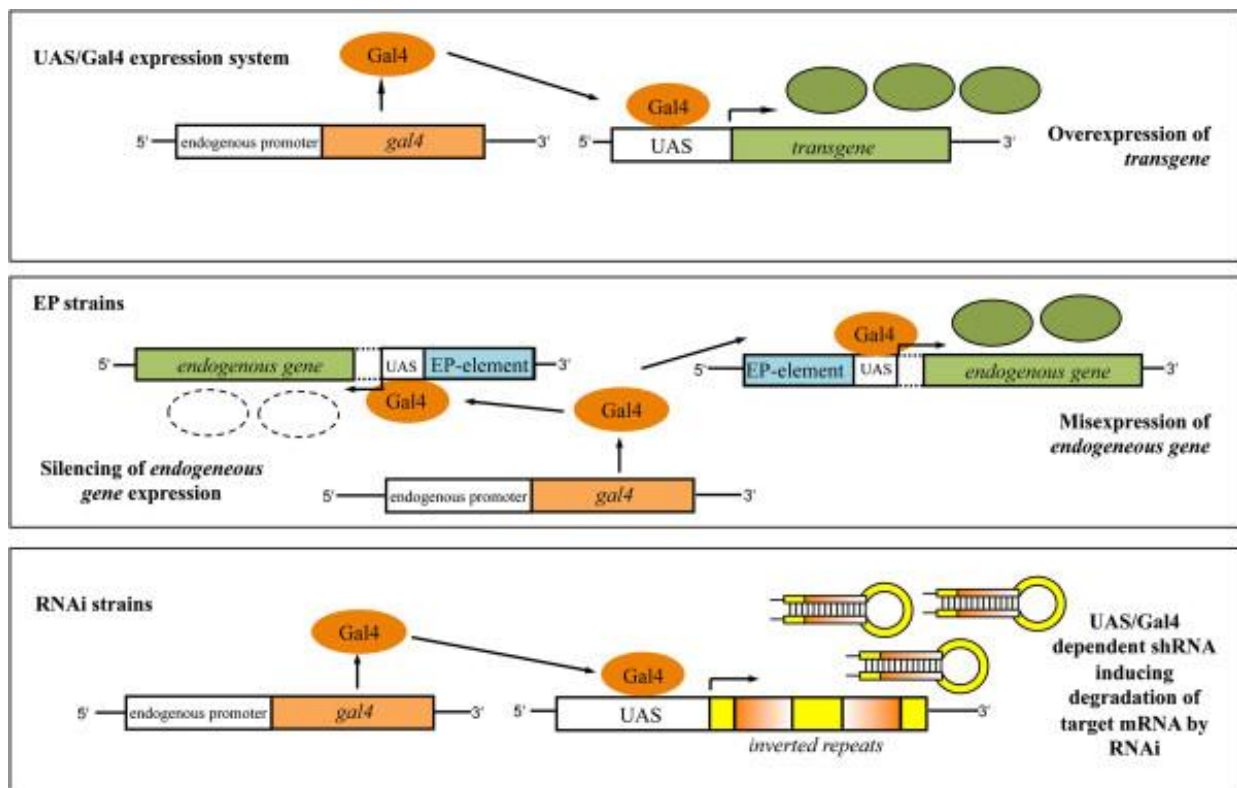 UAS/Gal4 expression system
Gal4
Gal4
5'
endogenous promoter
gal4
3'
5'
UAS
transgene
3'
Overexpression of
transgene
EP strains
5'
endogenous gene
UAS
EP-element
3'
Gal4
Gal4
Gal4
5'
EP-element
UAS
endogenous gene
3'
Silencing of endogeneous
gene expression
Misexpression of
endogeneous gene
5'
endogenous promoter
gal4
3'
RNAi strains
Gal4
Gal4
5'
endogenous promoter
gal4
3'
5'
UAS
3'
inverted repeats
UAS/Gal4
dependent shRNA
inducing
degradation of
target mRNA by
RNAi